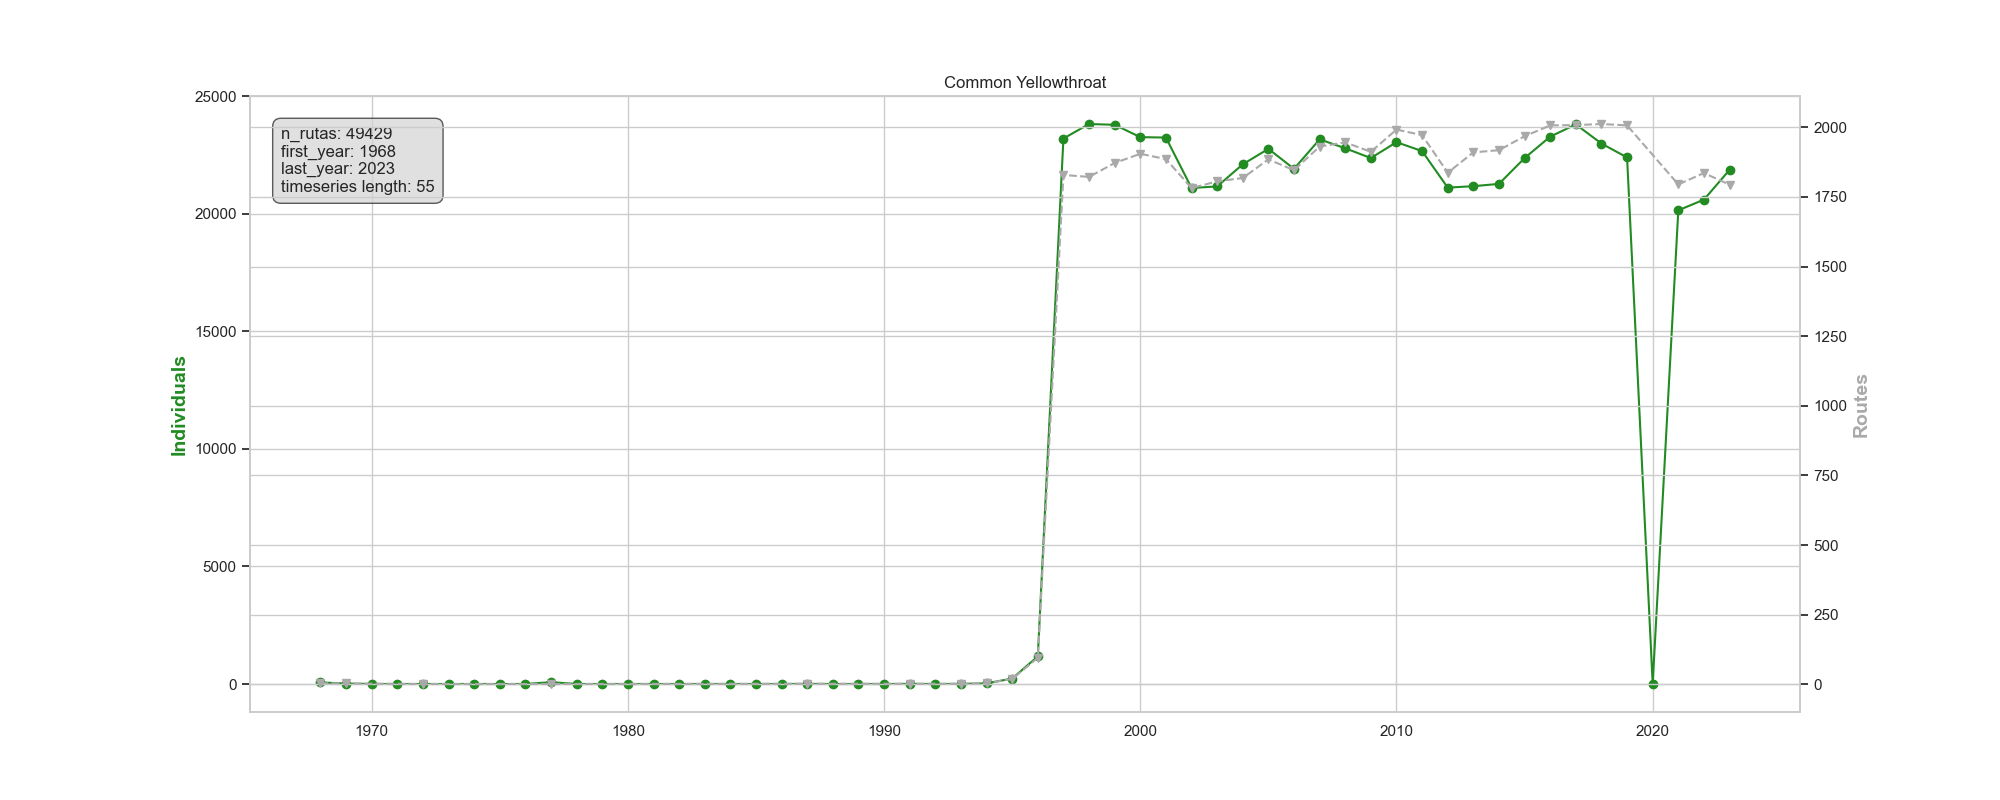 Common Yellowthroat
n_rutas: 49429
first_year: 1968
last_year: 2023
timeseries length: 55
Individuals
25000
20000
15000
10000
5000
0
Routes
2000
1750
1500
1250
1000
750
500
250
0
1970 1980 1990 2000 2010 2020